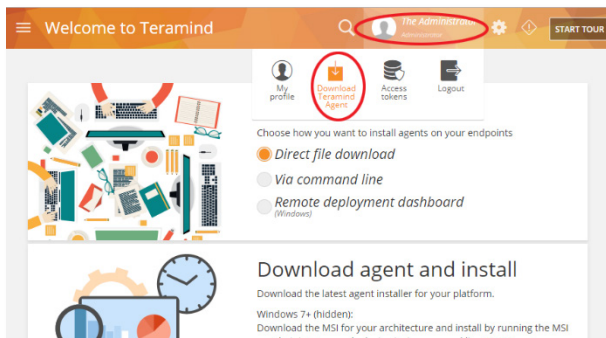 Welcome to Teramind
The Administrator
Administrator
START TOUR
My profile
Download Teramind Agent
Access tokens
Logout
Choose how you want to install agents on your endpoints
Direct file download
Via command line
Remote deployment dashboard
(Windows)
Download agent and install
Download the latest agent installer for your platform.
Windows 7+ (hidden):
Download the MSI for your architecture and install by running the MSI